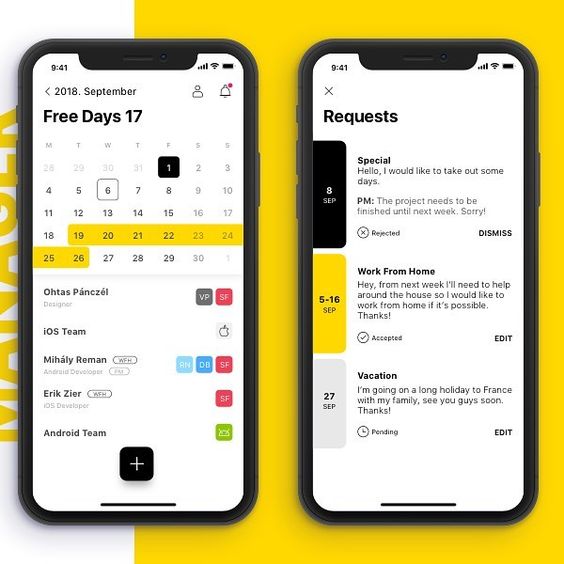 MANAGER
9:41
2018. September
Free Days 17
M T W T F S S
28 29 30 31 1 2 3
4 5 6 7 8 9 10
11 12 13 14 15 16 17
18 19 20 21 22 23 24
25 26 27 28 29 30 1
Ohtas Pánczél
Designer
VP SF
iOS Team
Mihály Reman WFH
Android Developer PM
RN DB SF
Erik Zier WFH
iOS Developer
SF
Android Team
+
9:41
Requests
8
SEP
Special
Hello, I would like to take out some
days.
PM: The project needs to be
finished until next week. Sorry!
Rejected
DISMISS
5-16
SEP
Work From Home
Hey, from next week I'll need to help
around the house so I would like to
work from home if it's possible.
Thanks!
Accepted
EDIT
27
SEP
Vacation
I'm going on a long holiday to France
with my family, see you guys soon.
Thanks!
Pending
EDIT